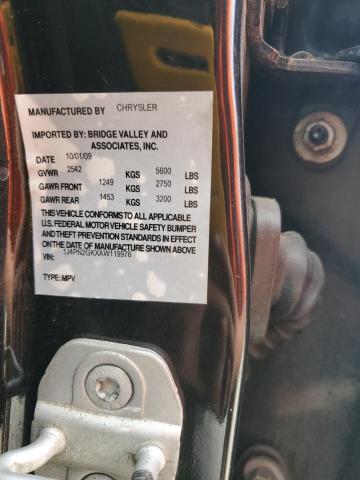 MANUFACTURED BY CHRYSLER
IMPORTED BY: BRIDGE VALLEY AND
ASSOCIATES, INC.
DATE 10/01/09
GVWR 2542 KGS 5600 LBS
GAWR FRONT 1249 KGS 2750 LBS
GAWR REAR 1453 KGS 3200 LBS
THIS VEHICLE CONFORMS TO ALL APPLICABLE
U.S. FEDERAL MOTOR VEHICLE SAFETY BUMPER
AND THEFT PREVENTION STANDARDS IN EFFECT
ON THE DATE OF MANUFACTURE SHOWN ABOVE
VIN: 1J4PN2GKXAW119976
TYPE: MPV